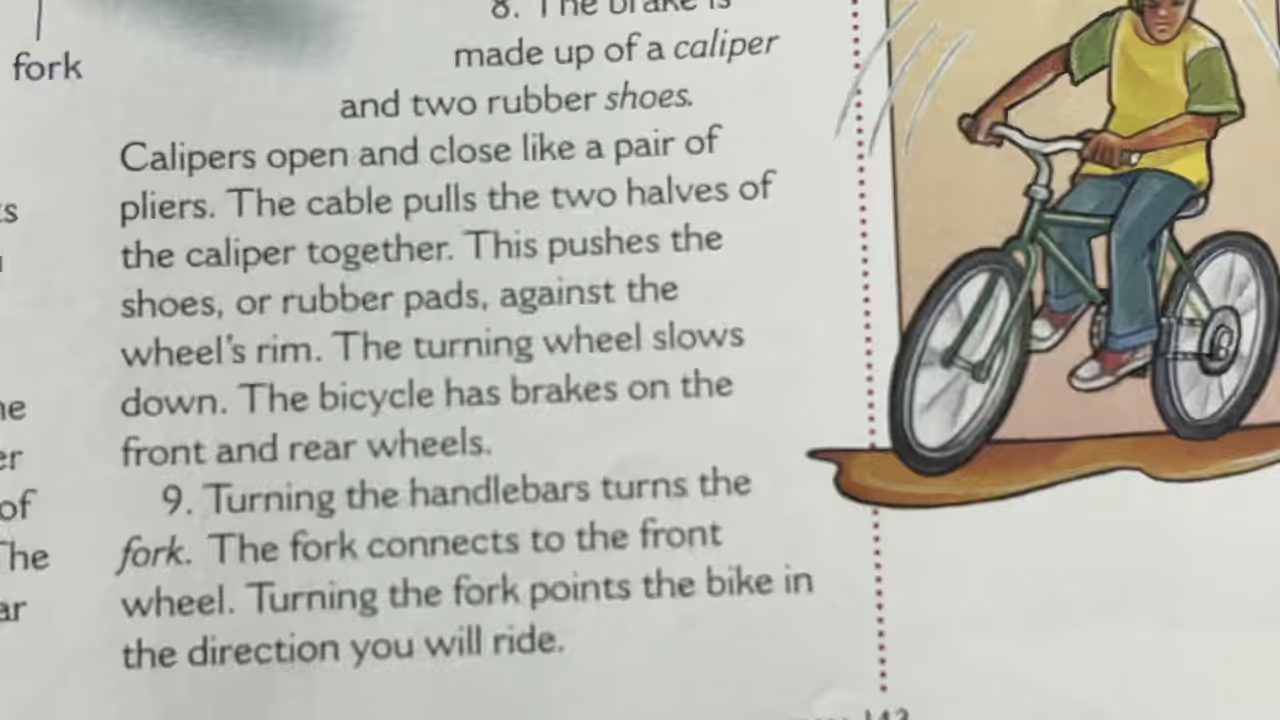 fork
8. The brake is
made up of a caliper
and two rubber shoes.
Calipers open and close like a pair of
pliers. The cable pulls the two halves of
the caliper together. This pushes the
shoes, or rubber pads, against the
wheel's rim. The turning wheel slows
down. The bicycle has brakes on the
front and rear wheels.
9. Turning the handlebars turns the
fork. The fork connects to the front
wheel. Turning the fork points the bike in
the direction you will ride.
of
The